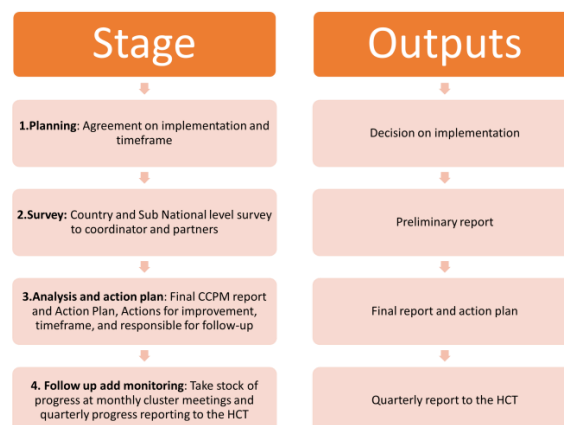 Stage
1.Planning: Agreement on implementation and
timeframe
2.Survey: Country and Sub National level survey
to coordinator and partners
3.Analysis and action plan: Final CCPM report
and Action Plan, Actions for improvement,
timeframe, and responsible for follow-up
4. Follow up add monitoring: Take stock of
progress at monthly cluster meetings and
quarterly progress reporting to the HCT
Outputs
Decision on implementation
Preliminary report
Final report and action plan
Quarterly report to the HCT